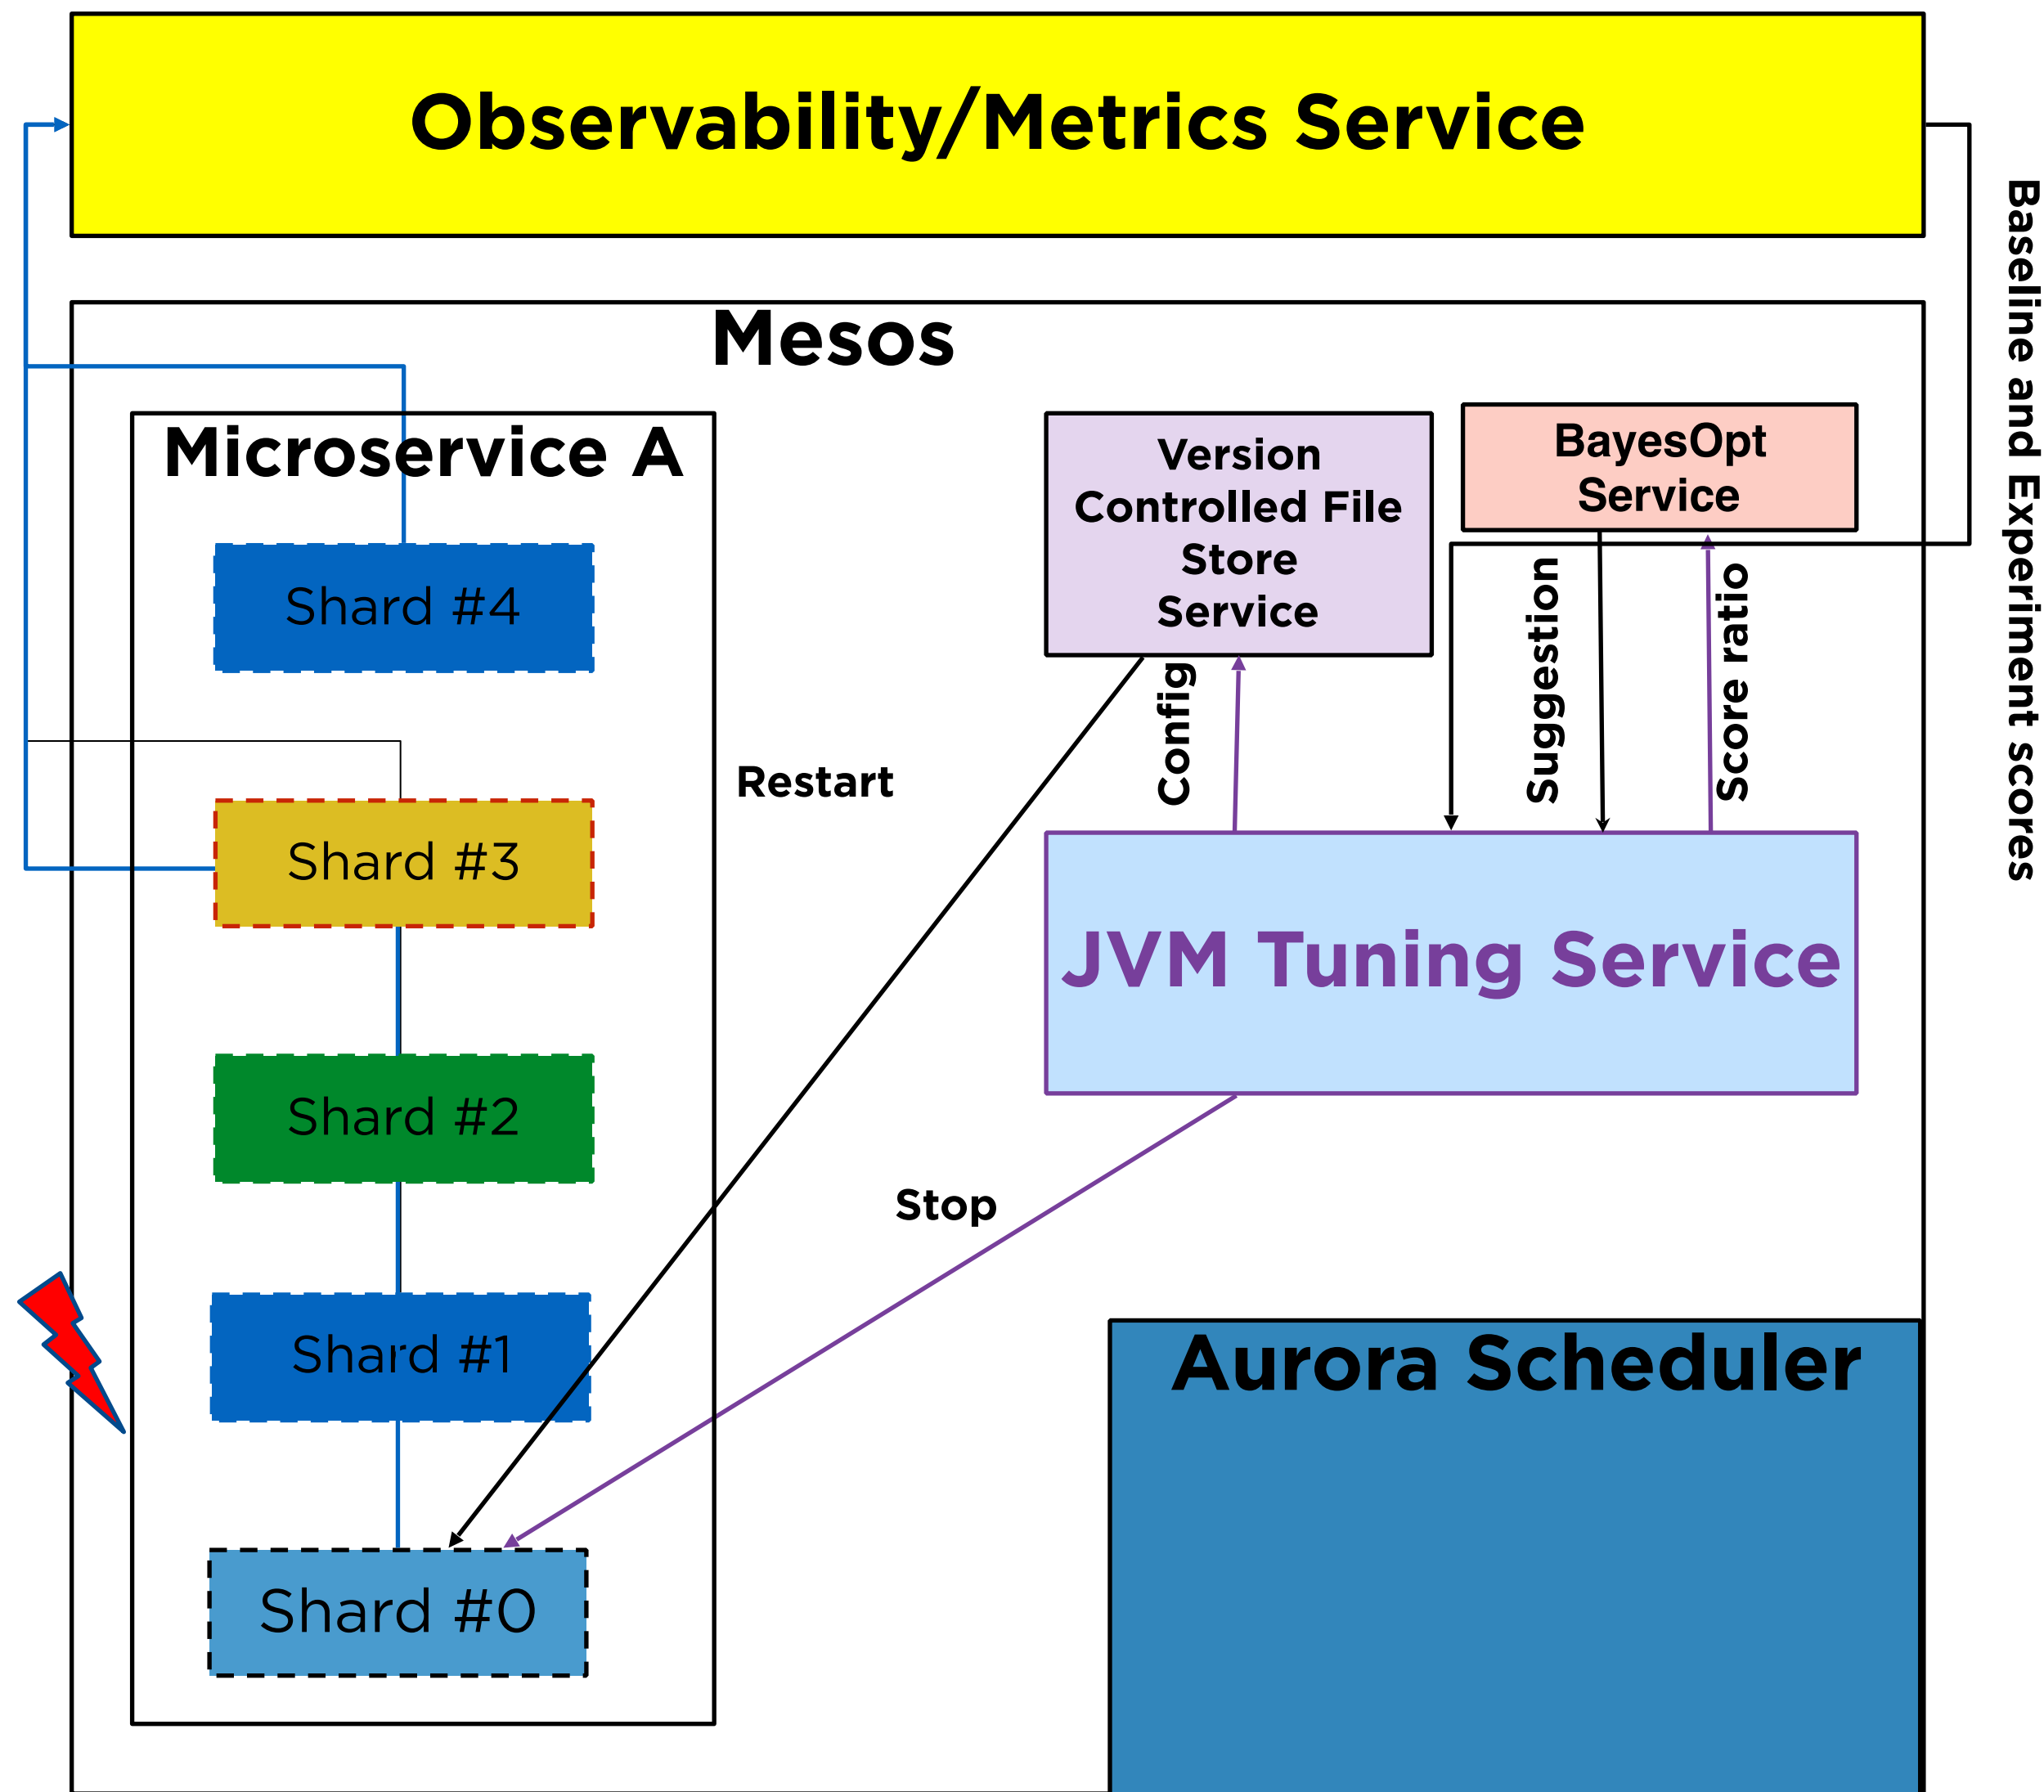 Observability/Metrics Service
Baseline and Experiment scores
Mesos
Microservice A
Version
Controlled File
Store
Service
BayesOpt
Service
Shard #4
Config
Suggestion
Score ratio
Restart
Shard #3
JVM Tuning Service
Shard #2
Stop
Shard #1
Aurora Scheduler
Shard #0